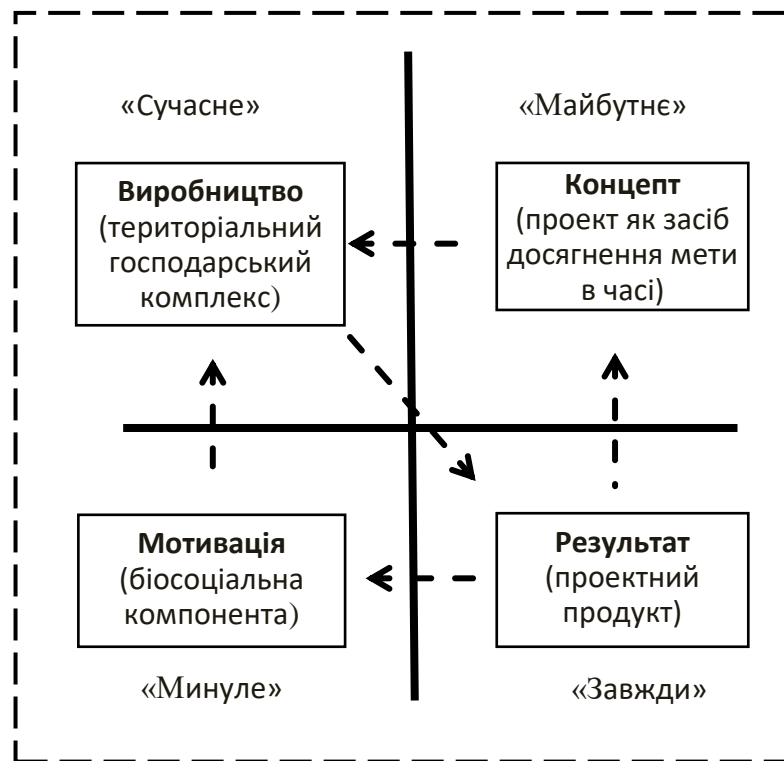 «Сучасне»
«Майбутнє»
Виробництво
(територіальний
господарський
комплекс)
Концепт
(проект як засіб
досягнення мети
в часі)
Мотивація
(біосоціальна
компонента)
Результат
(проектний
продукт)
«Минуле»
«Завжди»